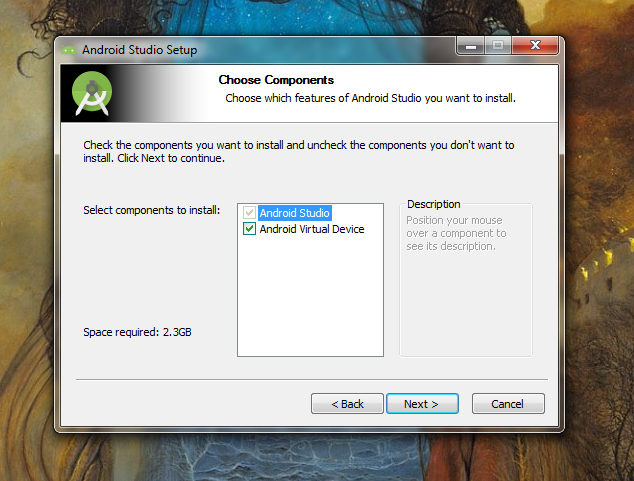 Android Studio Setup
Choose Components
Choose which features of Android Studio you want to install.
Check the components you want to install and uncheck the components you don't want to
install. Click Next to continue.
Select components to install:
Android Studio
Android Virtual Device
Description
Position your mouse
over a component to
see its description.
Space required: 2.3GB
< Back
Next >
Cancel